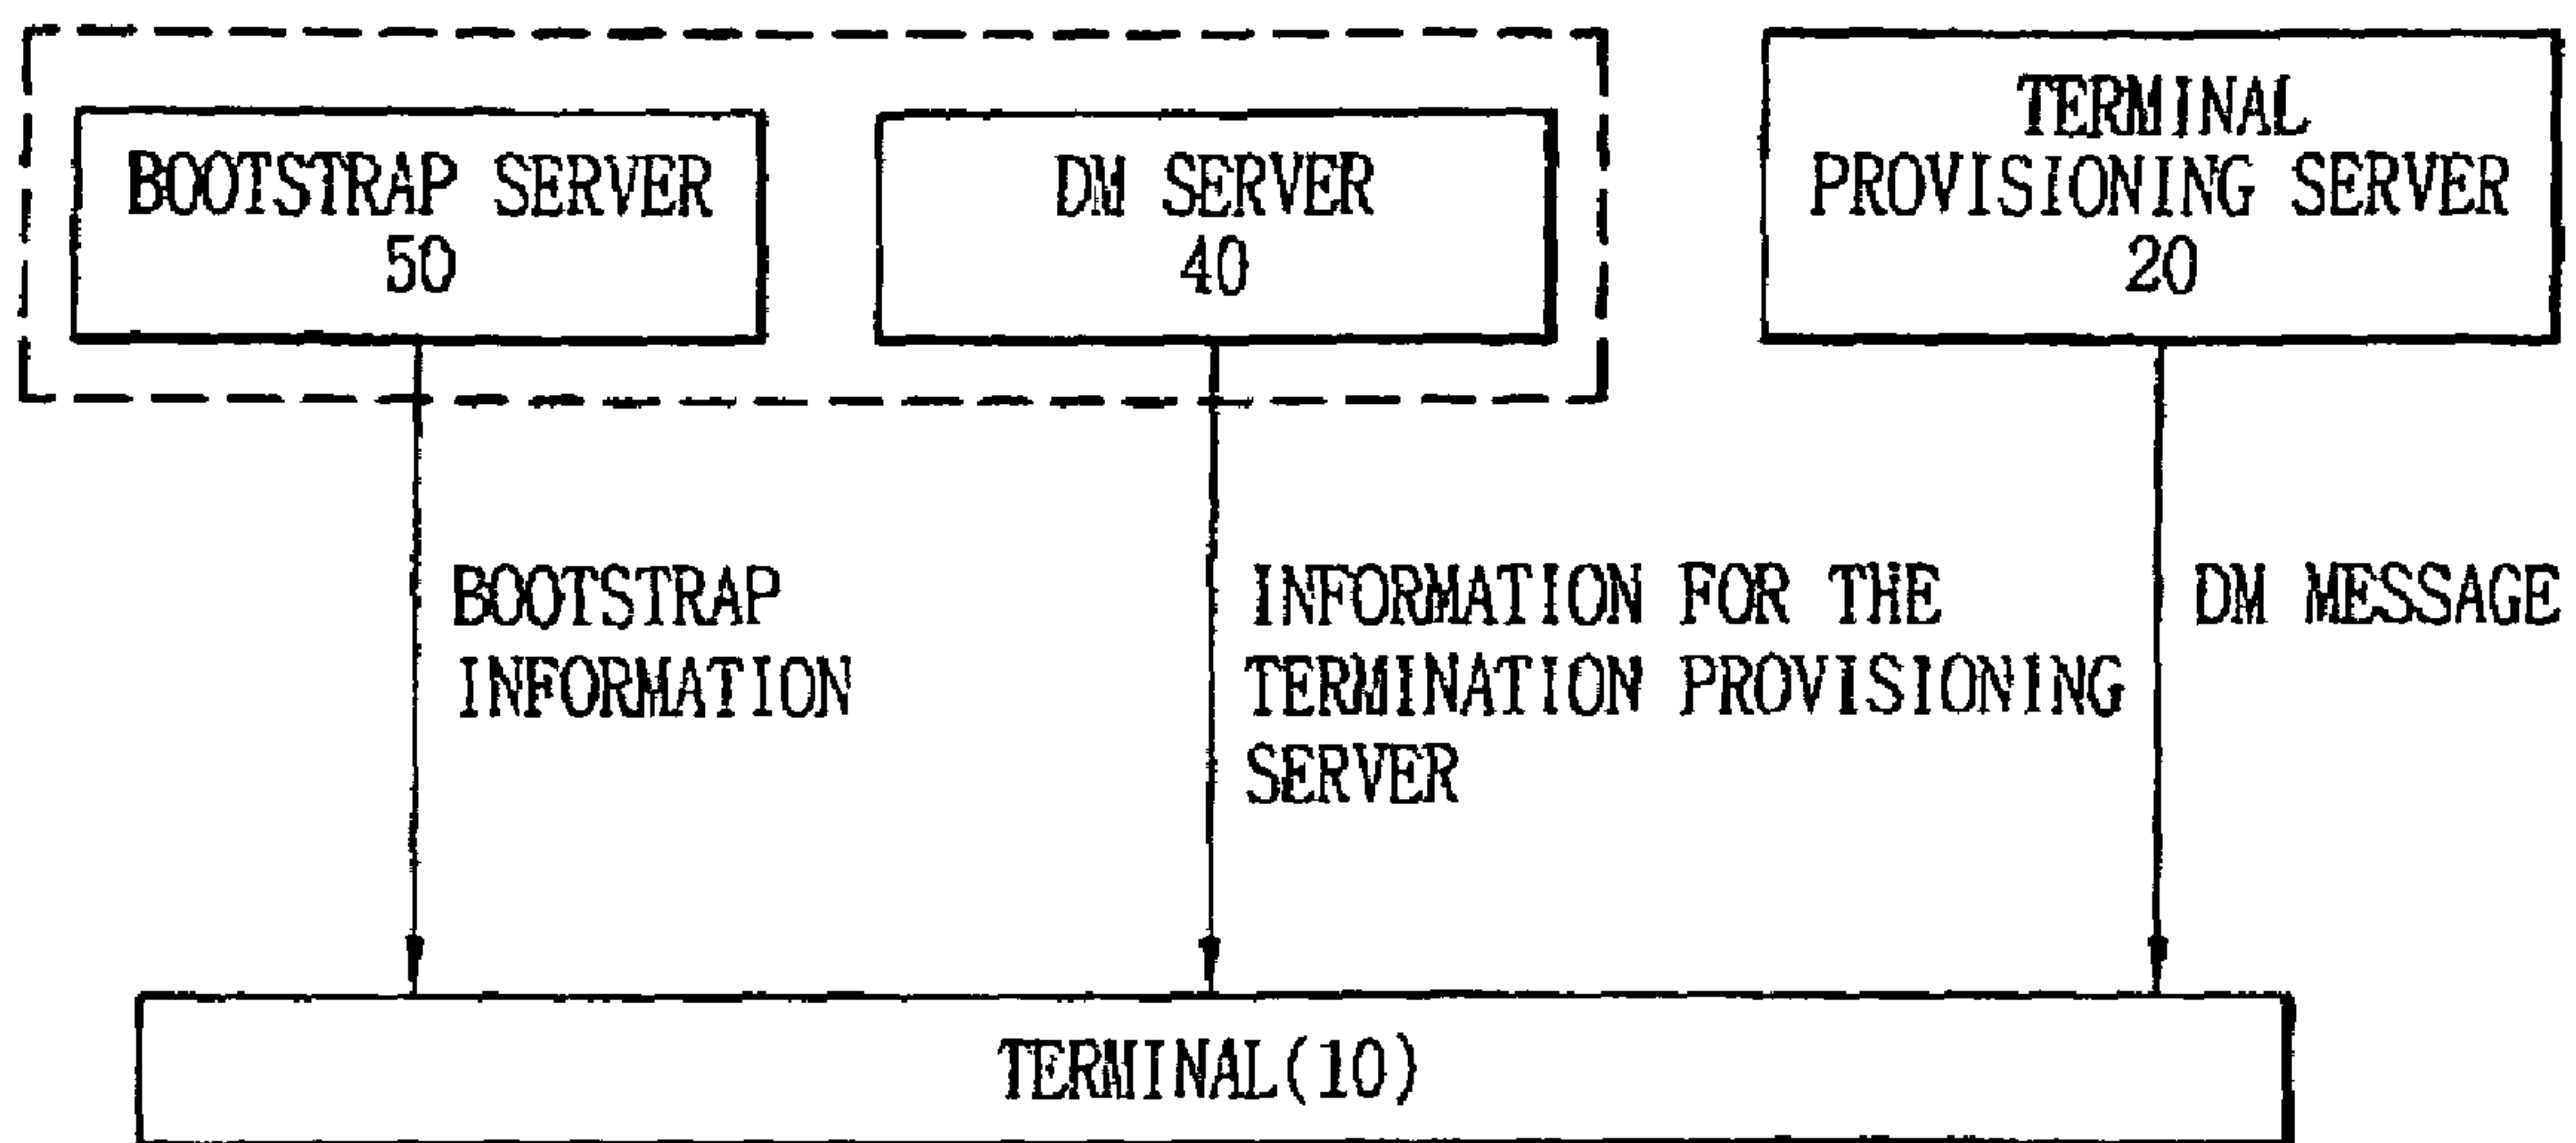 BOOTSTRAP SERVER
50
DM SERVER
40
TERMINAL
PROVISIONING SERVER
20
BOOTSTRAP
INFORMATION
INFORMATION FOR THE
TERMINATION PROVISIONING
SERVER
DM MESSAGE
TERMINAL(10)